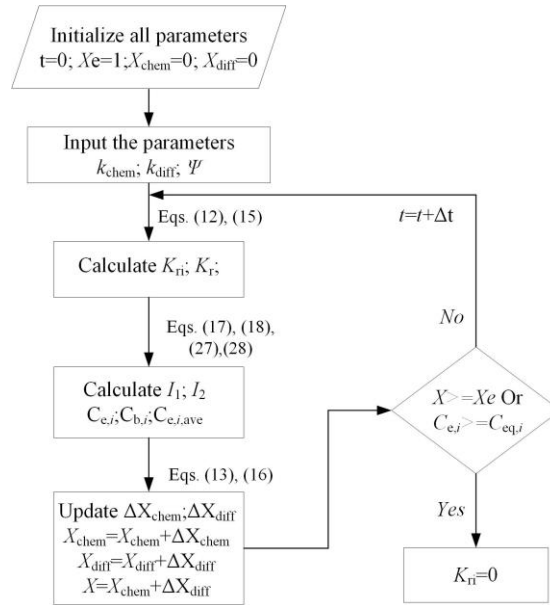 Initialize all parameters
t=0; Xe=1;Xchem=0; Xdiff=0
Input the parameters
kchem; kdiff; Ψ
Eqs. (12), (15)
t=t+Δt
Calculate Kri; Kr;
No
Eqs. (17), (18),
(27),(28)
Calculate I1; I2
Ce,i;Cb,i;Ce,i,ave
X>=Xe Or
Ce,i>=Ceq,i
Eqs. (13), (16)
Yes
Update ΔXchem;ΔXdiff
Xchem=Xchem+ΔXchem
Xdiff=Xdiff+ΔXdiff
X=Xchem+ΔXdiff
Kri=0